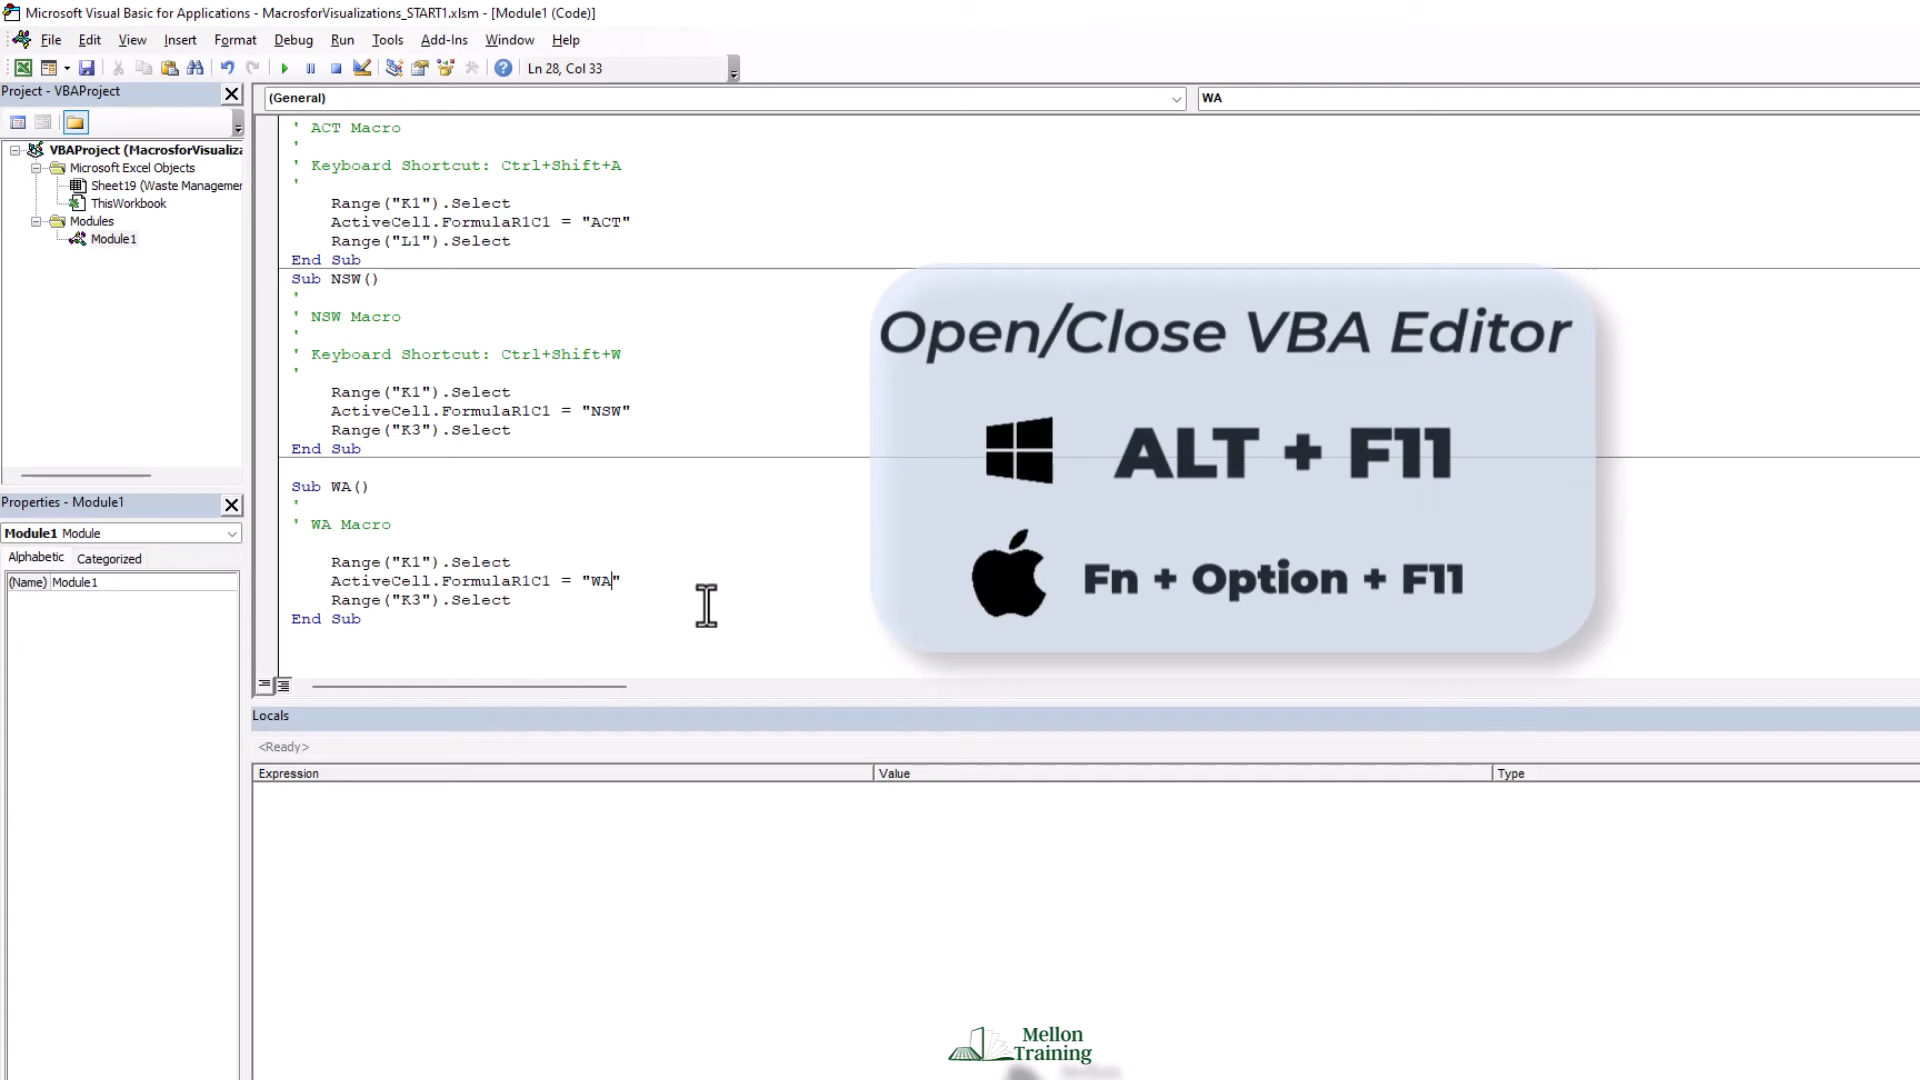 Microsoft Visual Basic for Applications - MacrosforVisualizations_START1.xlsm - [Module1 (Code)]
File Edit View Insert Format Debug Run Tools Add-Ins Window Help
Ln 28, Col 33
Project - VBAProject
(General)
WA
VBAProject (MacrosforVisualiza
Microsoft Excel Objects
Sheet19 (Waste Managemer
ThisWorkbook
Modules
Module1
' ACT Macro
'
' Keyboard Shortcut: Ctrl+Shift+A
'
Range("K1").Select
ActiveCell.FormulaR1C1 = "ACT"
Range("L1").Select
End Sub
Sub NSW()
'
' NSW Macro
'
' Keyboard Shortcut: Ctrl+Shift+W
'
Range("K1").Select
ActiveCell.FormulaR1C1 = "NSW"
Range("K3").Select
End Sub
Sub WA()
'
' WA Macro
Range("K1").Select
ActiveCell.FormulaR1C1 = "WA"
Range("K3").Select
End Sub
Open/Close VBA Editor
ALT + F11
Fn + Option + F11
Properties - Module1
Module1 Module
Alphabetic Categorized
(Name) Module1
Locals
<Ready>
Expression Value Type
Mellon
Training